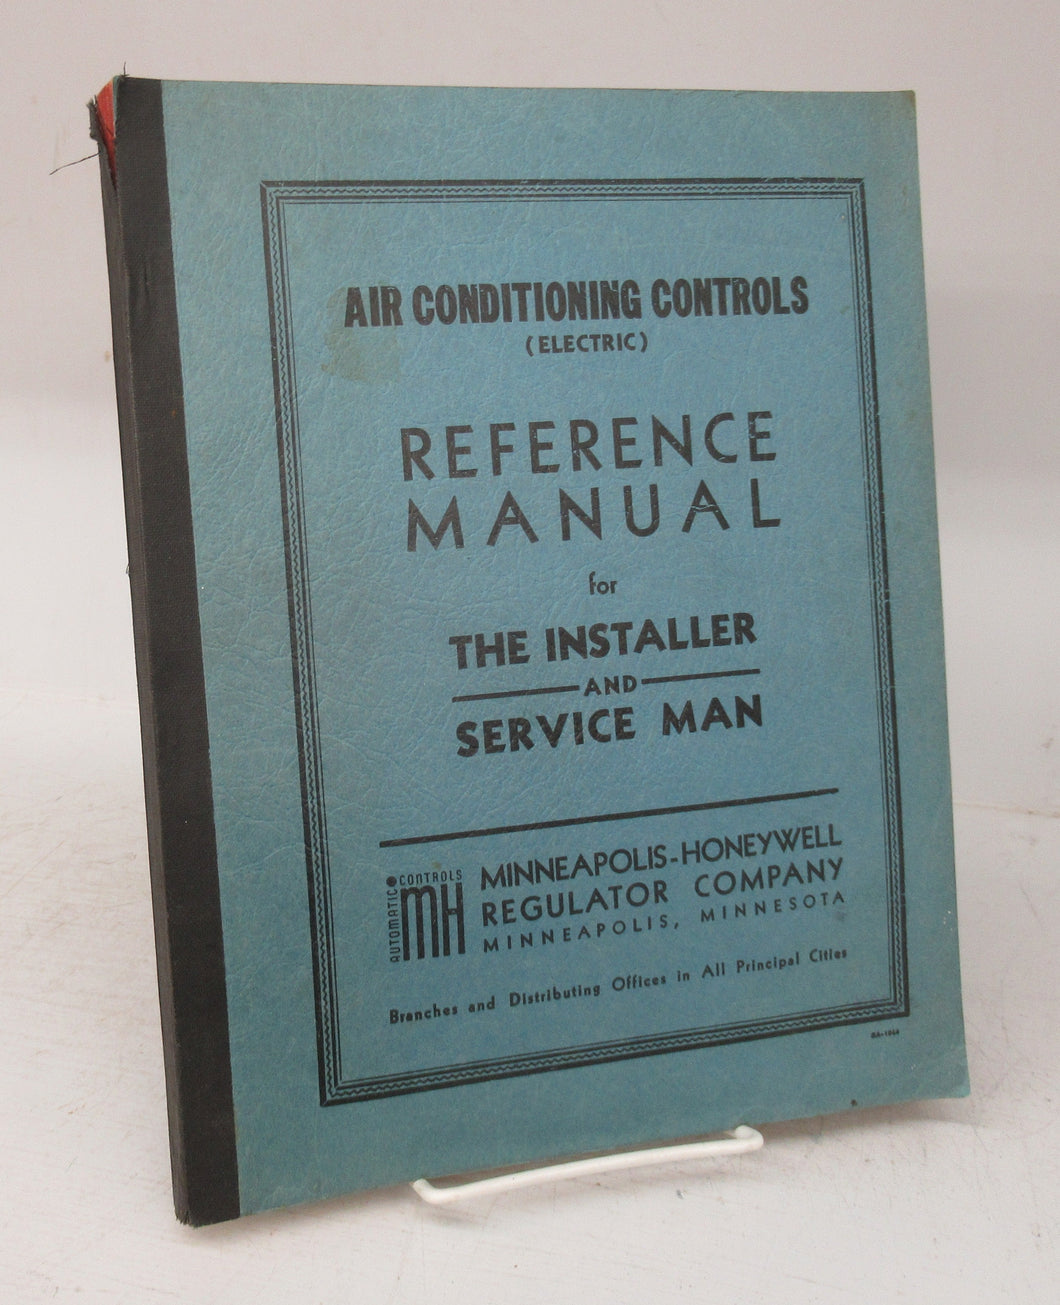 AIR CONDITIONING CONTROLS
(ELECTRIC)
REFERENCE
MANUAL
for
THE INSTALLER
AND
SERVICE MAN
AUTOMATIC CONTROLS
MH
MINNEAPOLIS-HONEYWELL
REGULATOR COMPANY
MINNEAPOLIS, MINNESOTA
Branches and Distributing Offices in All Principal Cities